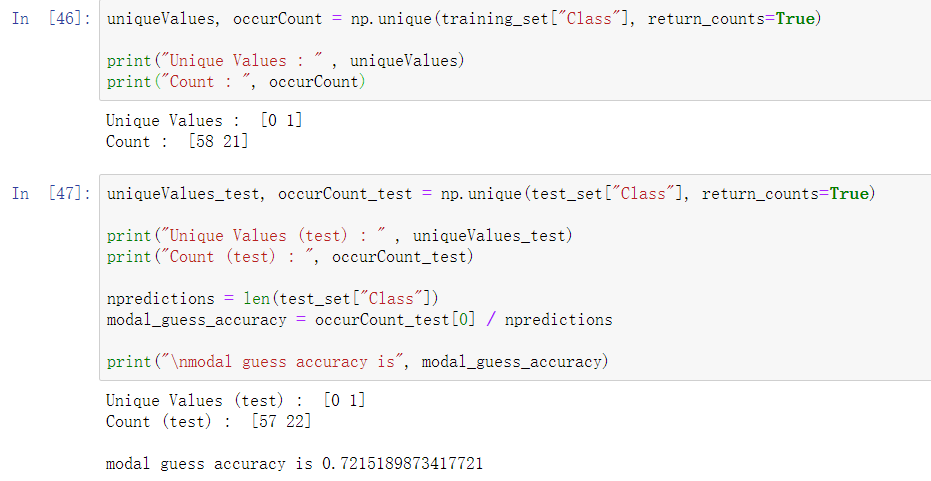 In [46]: uniqueValues, occurCount = np.unique(training_set["Class"], return_counts=True)
print("Unique Values : " , uniqueValues)
print("Count : ", occurCount)
Unique Values :  [0 1]
Count :  [58 21]
In [47]: uniqueValues_test, occurCount_test = np.unique(test_set["Class"], return_counts=True)
print("Unique Values (test) : " , uniqueValues_test)
print("Count (test) : ", occurCount_test)
npredictions = len(test_set["Class"])
modal_guess_accuracy = occurCount_test[0] / npredictions
print("\nmodal guess accuracy is", modal_guess_accuracy)
Unique Values (test) :  [0 1]
Count (test) :  [57 22]
modal guess accuracy is 0.7215189873417721